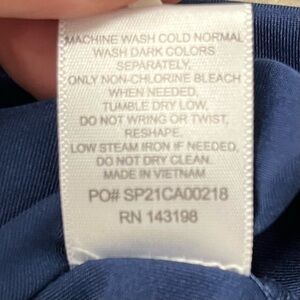 MACHINE WASH COLD NORMAL
WASH DARK COLORS
SEPARATELY,
ONLY NON-CHLORINE BLEACH
WHEN NEEDED,
TUMBLE DRY LOW,
DO NOT WRING OR TWIST,
RESHAPE.
LOW STEAM IRON IF NEEDED,
DO NOT DRY CLEAN.
MADE IN VIETNAM
PO# SP21CA00218
RN 143198